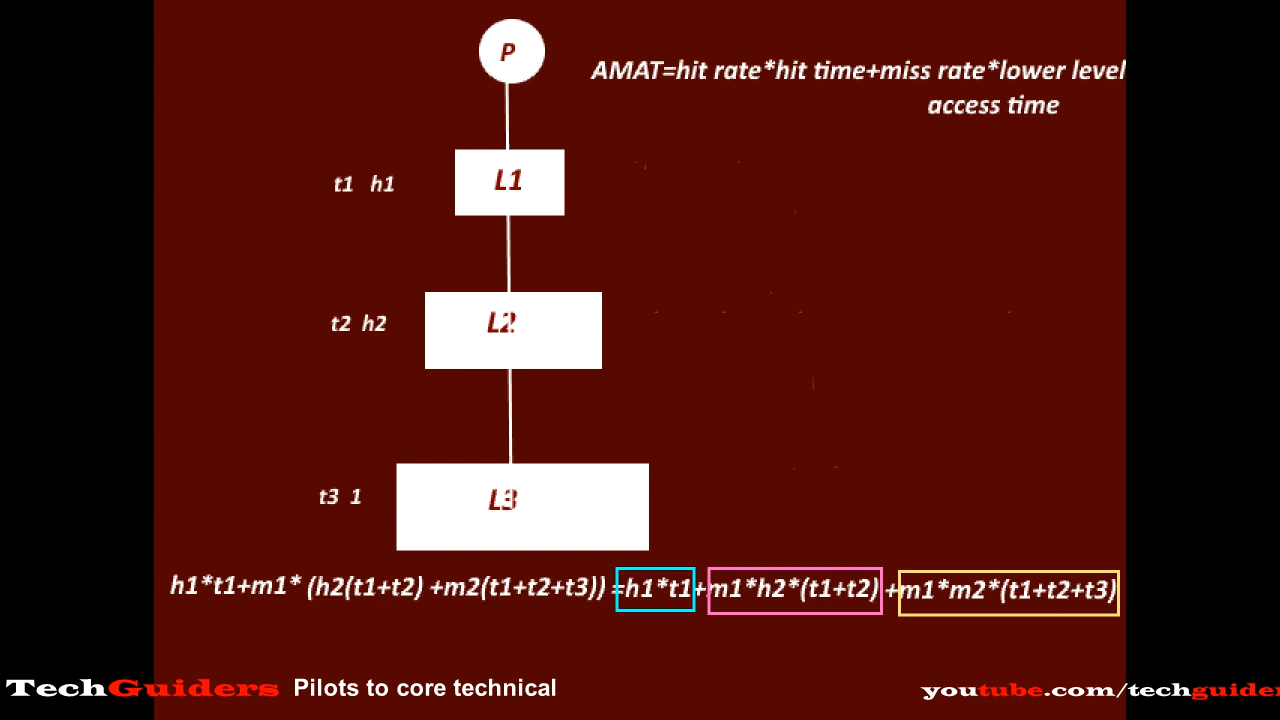 P
AMAT=hit rate*hit time+miss rate*lower level
access time
t1 h1
L1
t2 h2
L2
t3 1
L3
h1*t1+m1* (h2(t1+t2) +m2(t1+t2+t3)) =h1*t1+m1*h2*(t1+t2) +m1*m2*(t1+t2+t3)
TechGuiders Pilots to core technical
youtube.com/techguider